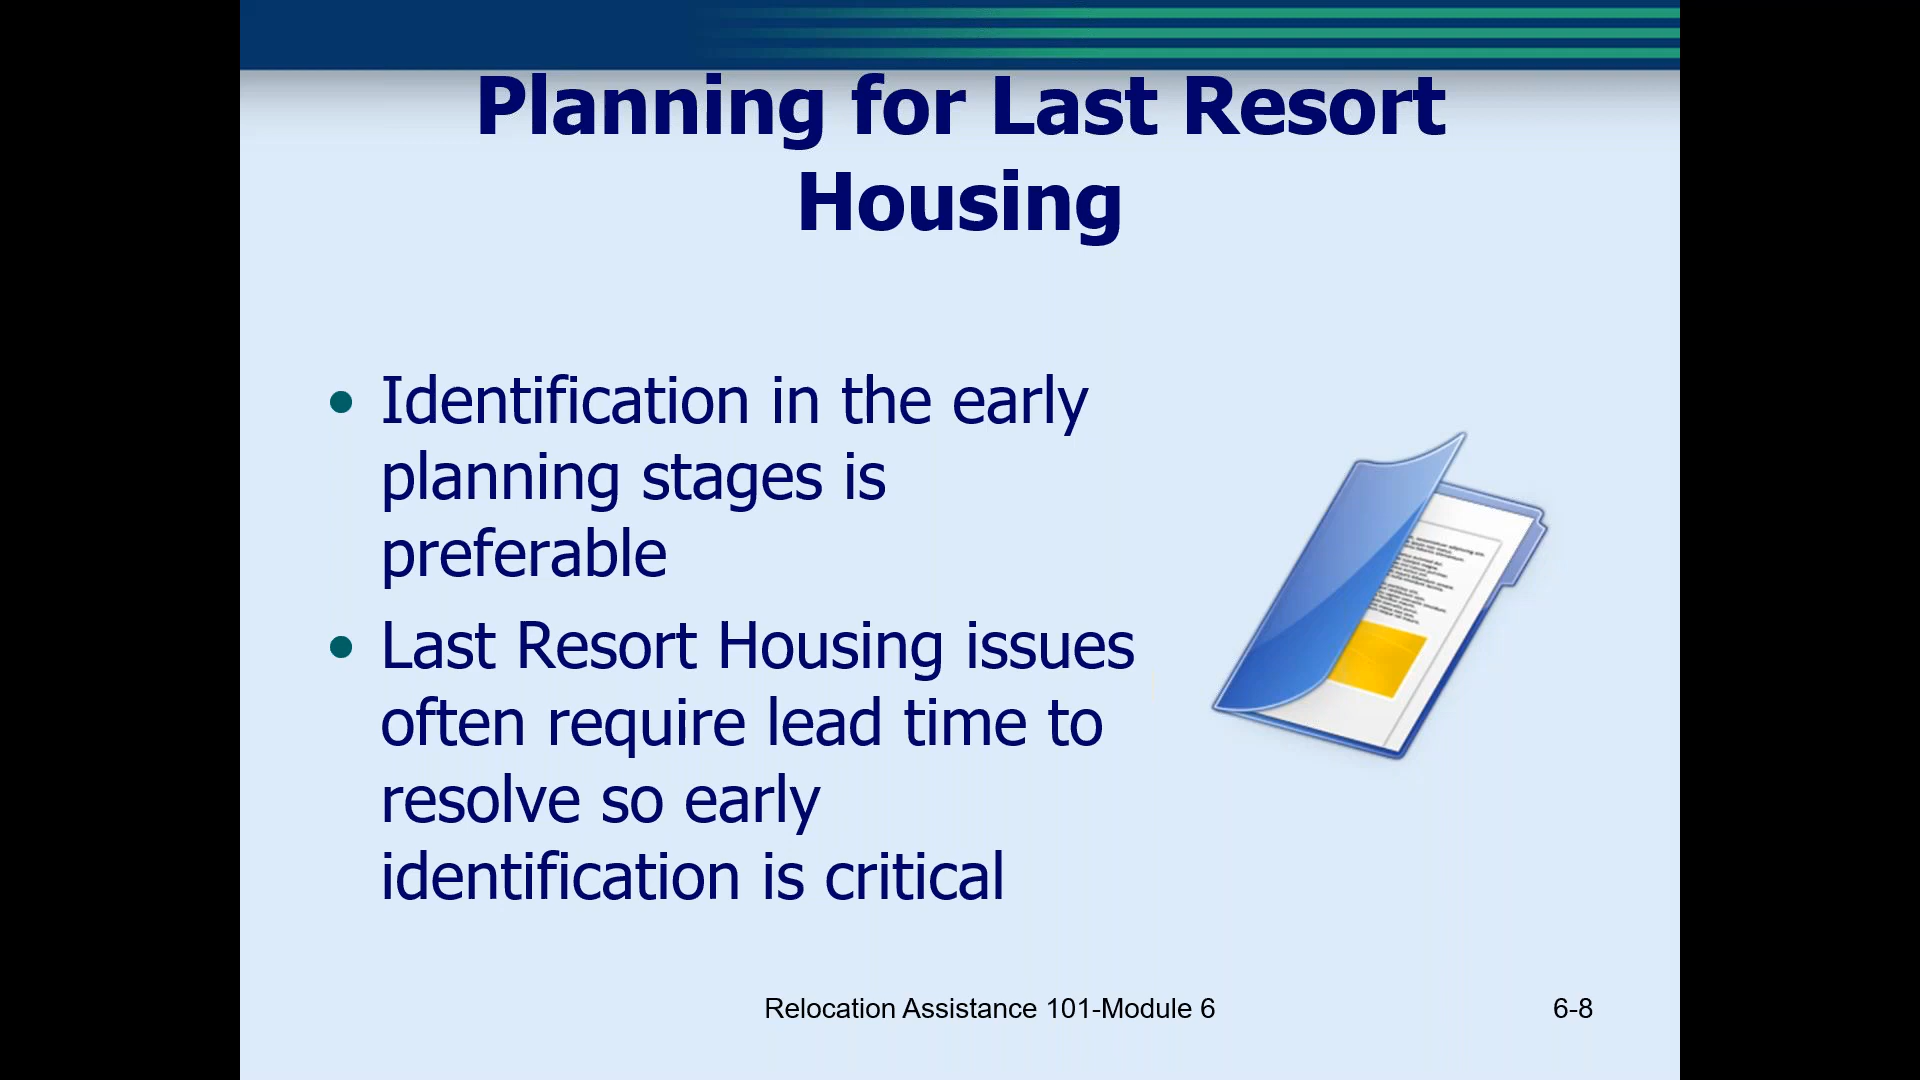 Planning for Last Resort
Housing
• Identification in the early
planning stages is
preferable
• Last Resort Housing issues
often require lead time to
resolve so early
identification is critical
Relocation Assistance 101-Module 6
6-8